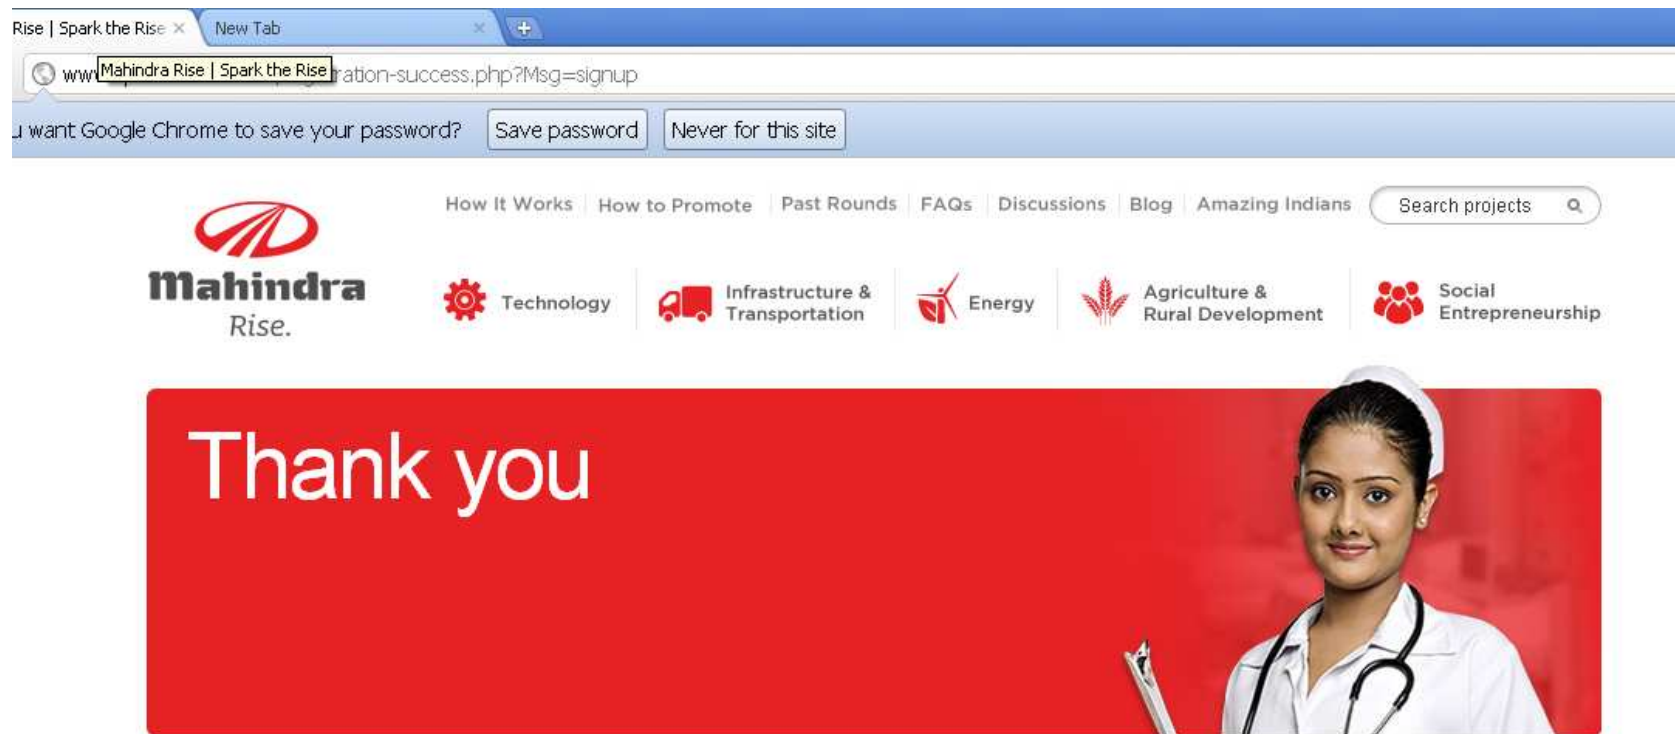 Rise | Spark the Rise
New Tab
www
Mahindra Rise | Spark the Rise
ration-success.php?Msg=signup
u want Google Chrome to save your password?
Save password
Never for this site
How It Works
How to Promote
Past Rounds
FAQs
Discussions
Blog
Amazing Indians
Search projects
Mahindra
Rise.
Technology
Infrastructure &
Transportation
Energy
Agriculture &
Rural Development
Social
Entrepreneurship
Thank you